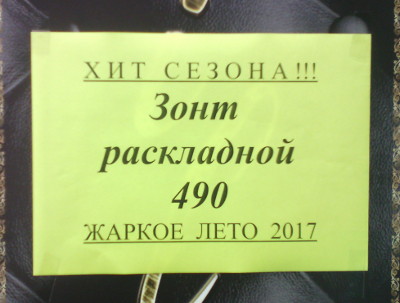 ХИТ СЕЗОНА!!!
Зонт
раскладной
490
ЖАРКОЕ ЛЕТО 2017